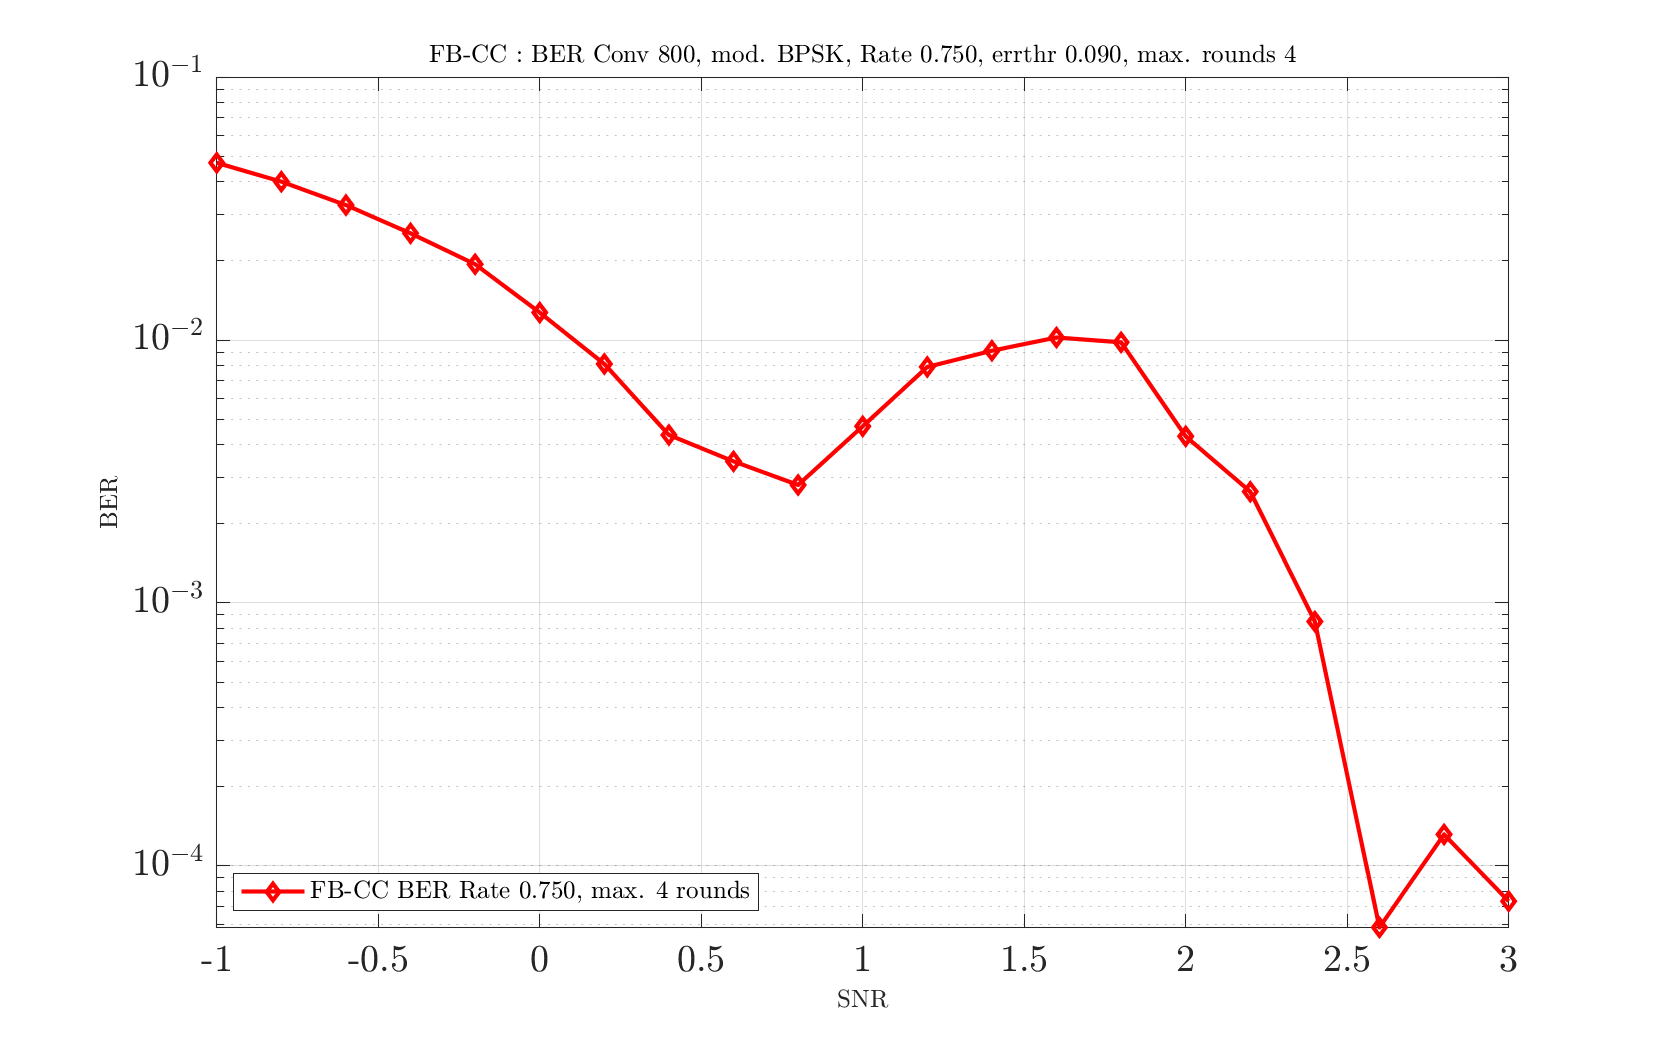 FB-CC : BER Conv 800, mod. BPSK, Rate 0.750, errthr 0.090, max. rounds 4
10^{-1}
10^{-2}
10^{-3}
10^{-4}
BER
FB-CC BER Rate 0.750, max. 4 rounds
-1 -0.5 0 0.5 1 1.5 2 2.5 3
SNR